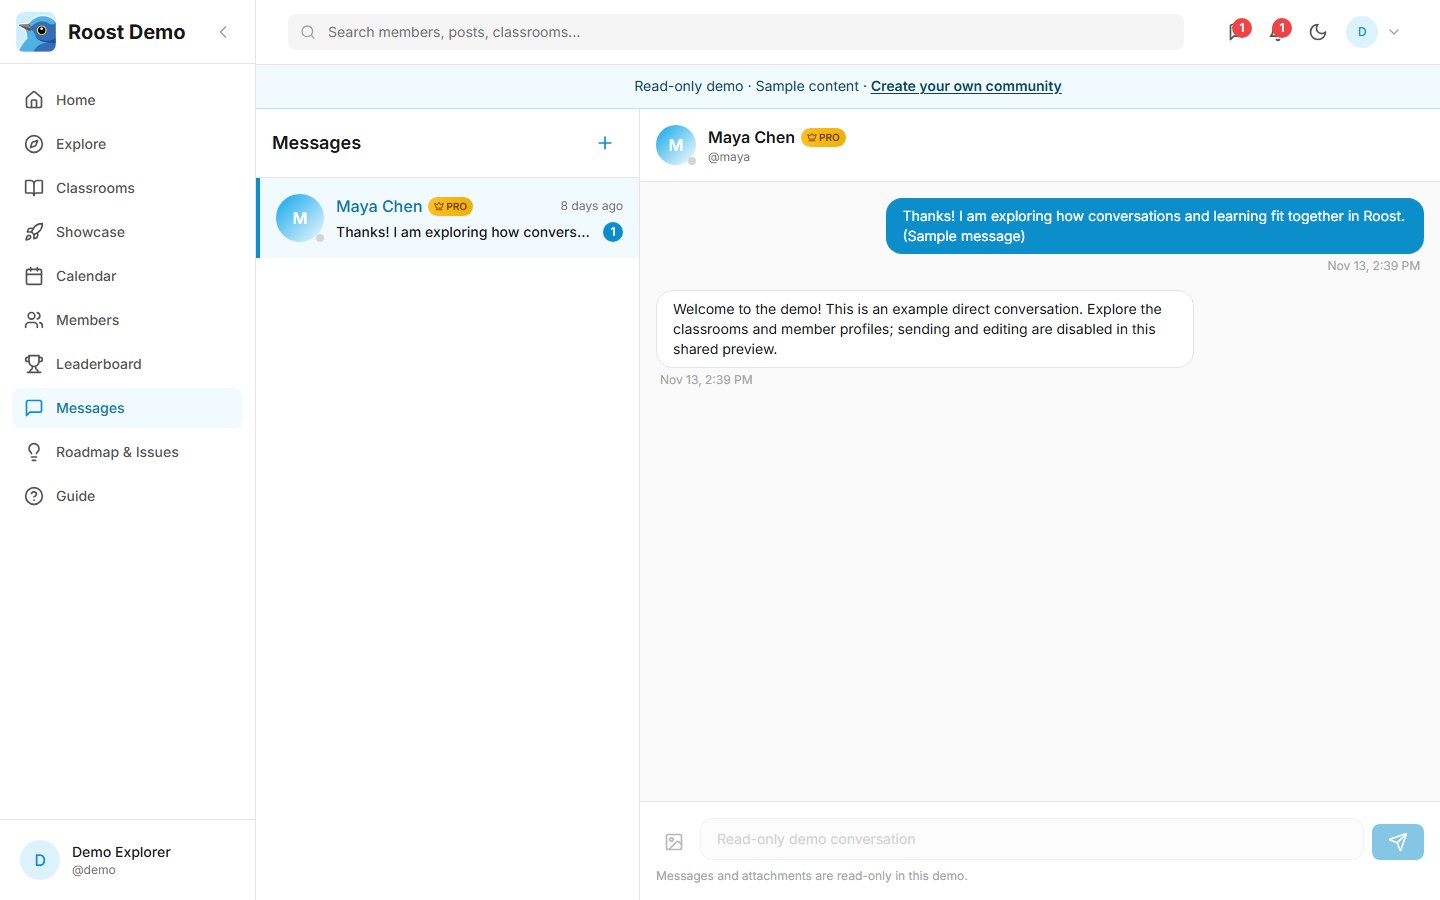 Roost Demo
Search members, posts, classrooms...
1
1
D
Home
Explore
Classrooms
Showcase
Calendar
Members
Leaderboard
Messages
Roadmap & Issues
Guide
Demo Explorer
@demo
D
Read-only demo · Sample content · Create your own community
Messages
M
Maya Chen PRO 8 days ago
Thanks! I am exploring how convers... 1
M
Maya Chen PRO
@maya
Thanks! I am exploring how conversations and learning fit together in Roost.
(Sample message)
Nov 13, 2:39 PM
Welcome to the demo! This is an example direct conversation. Explore the
classrooms and member profiles; sending and editing are disabled in this
shared preview.
Nov 13, 2:39 PM
Read-only demo conversation
Messages and attachments are read-only in this demo.